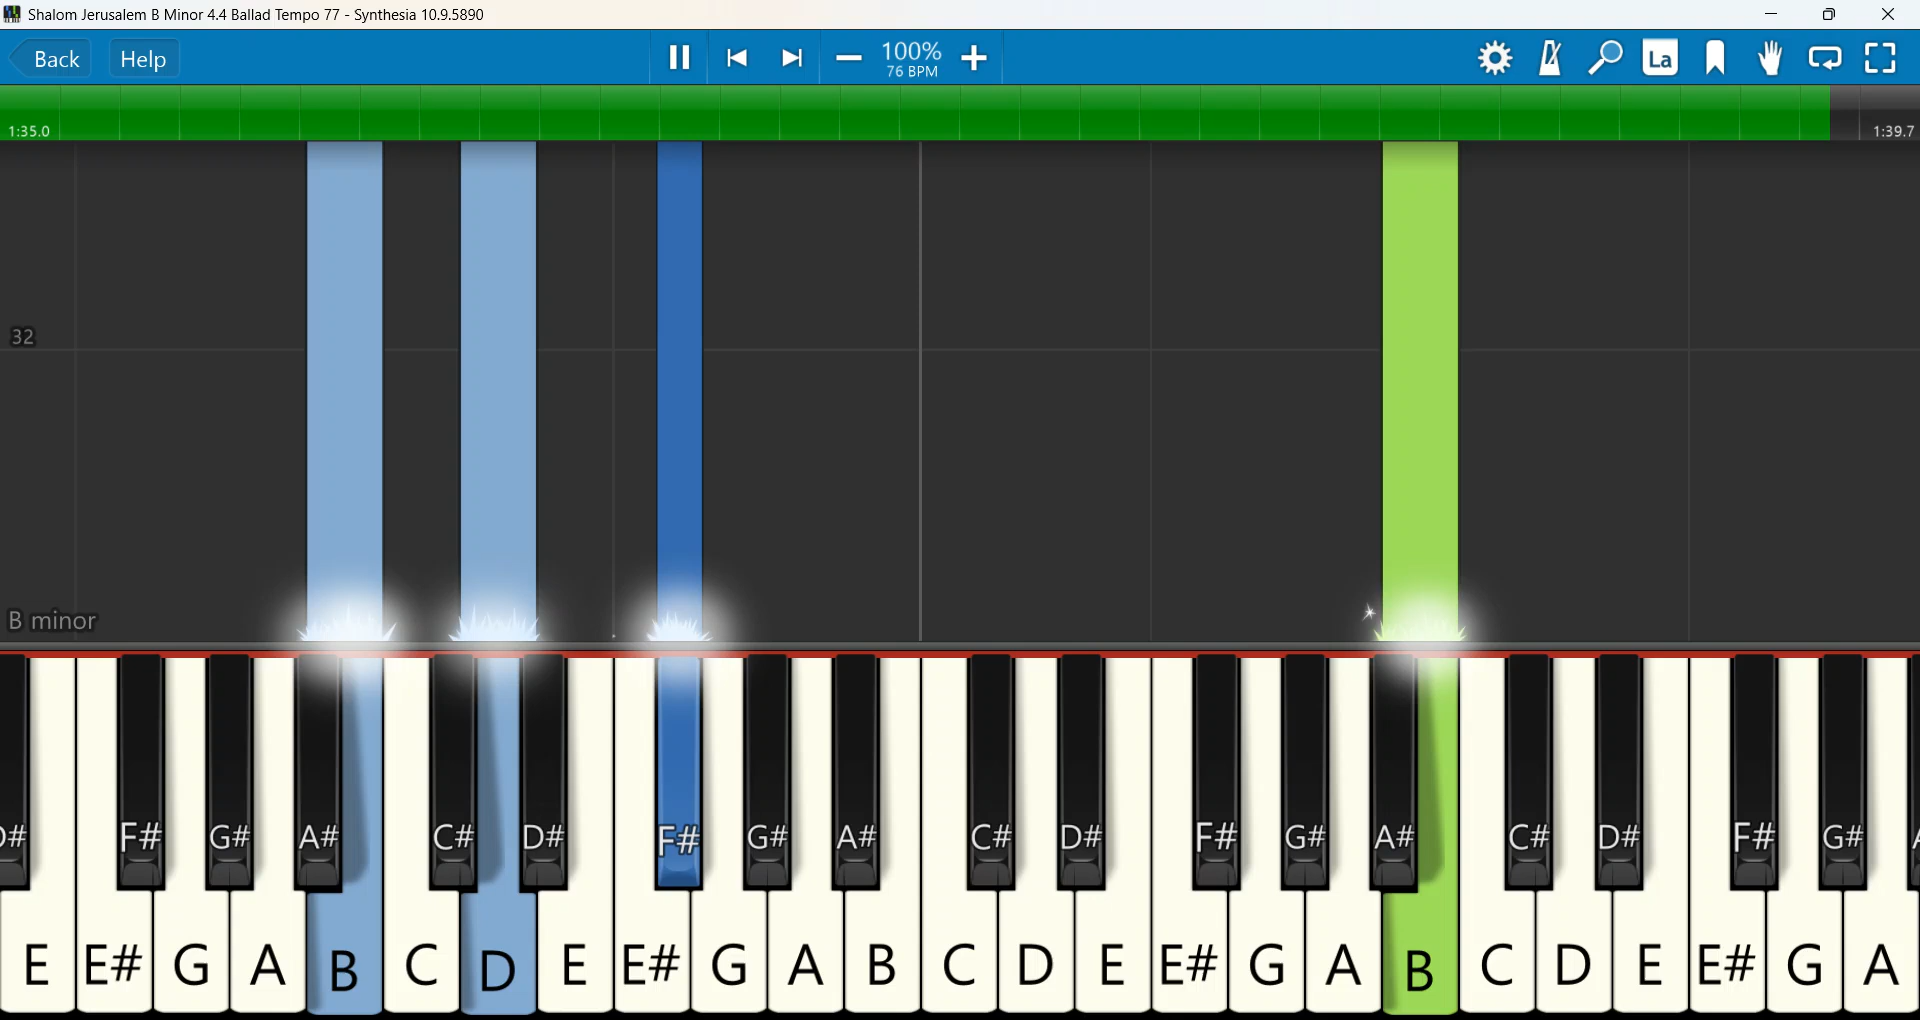 Shalom Jerusalem B Minor 4.4 Ballad Tempo 77 - Synthesia 10.9.5890
Back Help 100% La
76 BPM
1:35.0 1:39.7
32
B minor
D# F# G# A# C# D# F# G# A# C# D# F# G# A# C# D# F# G#
E E# G A B C D E E# G A B C D E E# G A B C D E E# G A